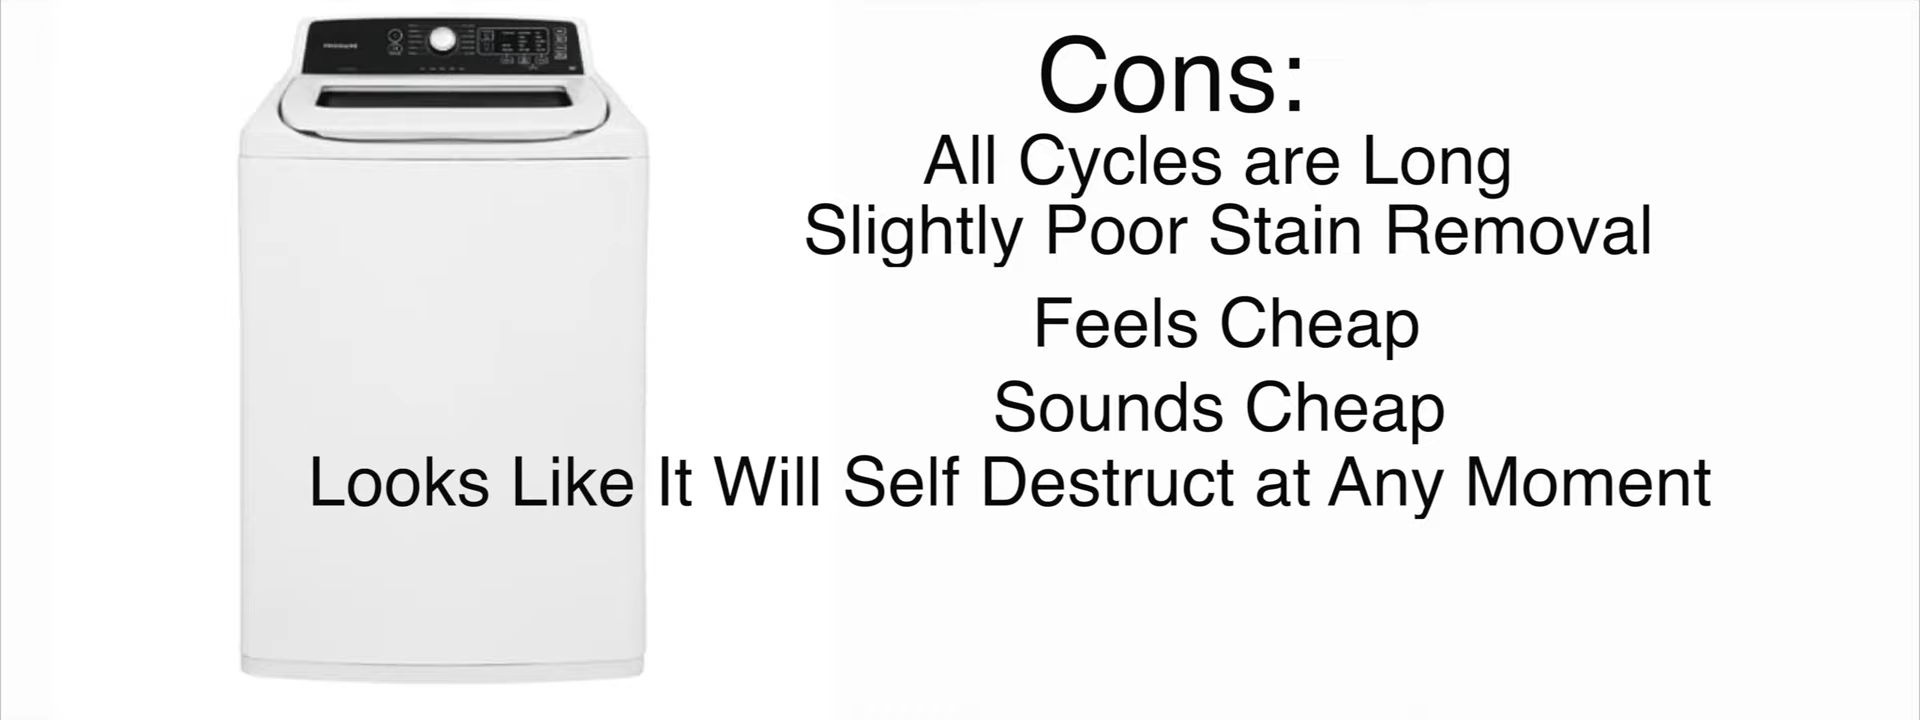 Cons:
All Cycles are Long
Slightly Poor Stain Removal
Feels Cheap
Sounds Cheap
Looks Like It Will Self Destruct at Any Moment